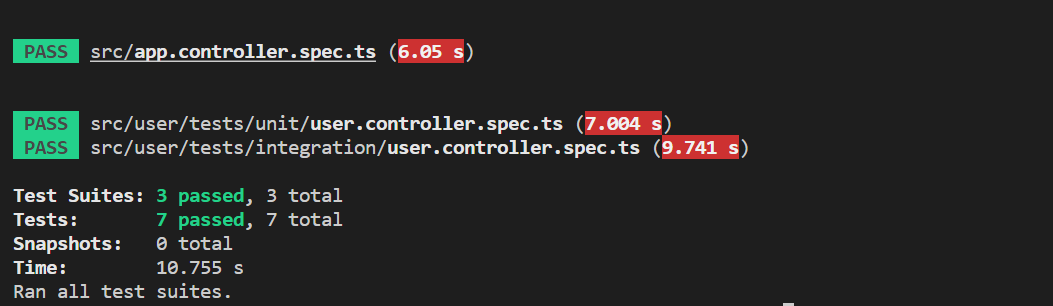 PASS src/app.controller.spec.ts (6.05 s)
PASS src/user/tests/unit/user.controller.spec.ts (7.004 s)
PASS src/user/tests/integration/user.controller.spec.ts (9.741 s)
Test Suites: 3 passed, 3 total
Tests: 7 passed, 7 total
Snapshots: 0 total
Time: 10.755 s
Ran all test suites.